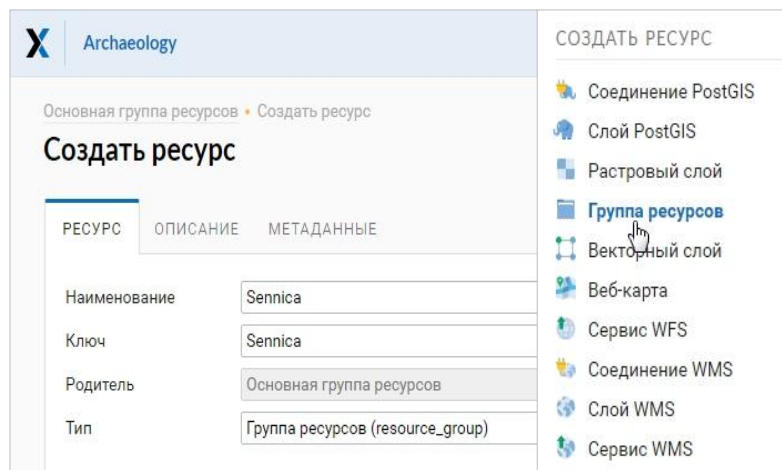 Archaeology
Основная группа ресурсов • Создать ресурс
Создать ресурс
РЕСУРС ОПИСАНИЕ МЕТАДАННЫЕ
Наименование Sennica
Ключ Sennica
Родитель Основная группа ресурсов
Тип Группа ресурсов (resource_group)
СОЗДАТЬ РЕСУРС
Соединение PostGIS
Слой PostGIS
Растровый слой
Группа ресурсов
Векторный слой
Веб-карта
Сервис WFS
Соединение WMS
Слой WMS
Сервис WMS